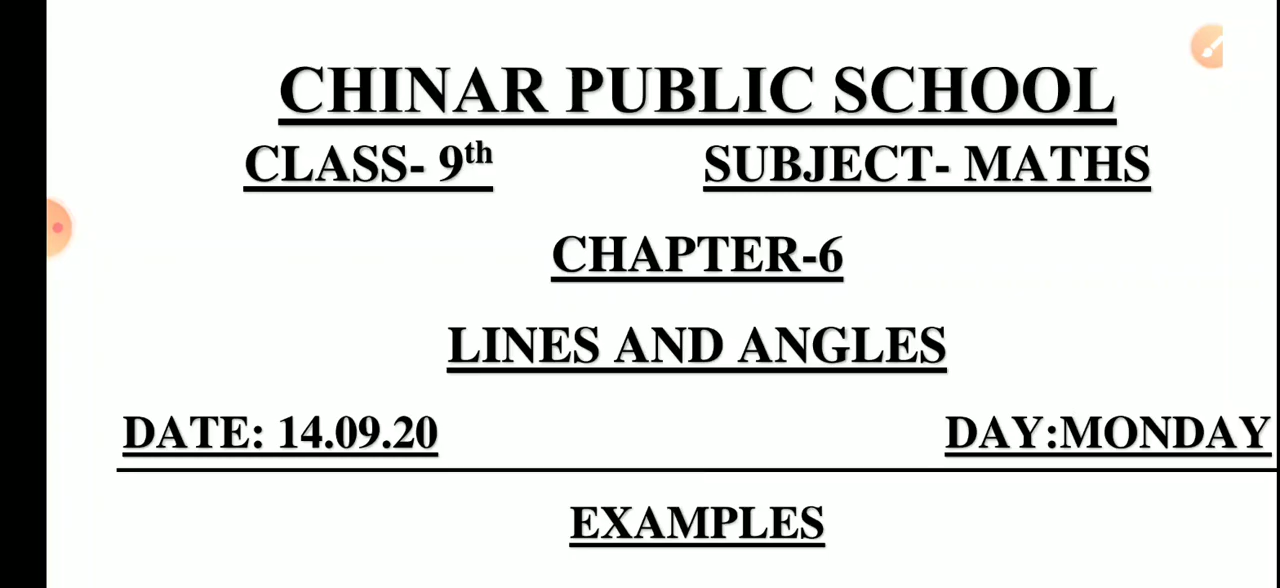 CHINAR PUBLIC SCHOOL
CLASS- 9th SUBJECT- MATHS
CHAPTER-6
LINES AND ANGLES
DATE: 14.09.20 DAY:MONDAY
EXAMPLES